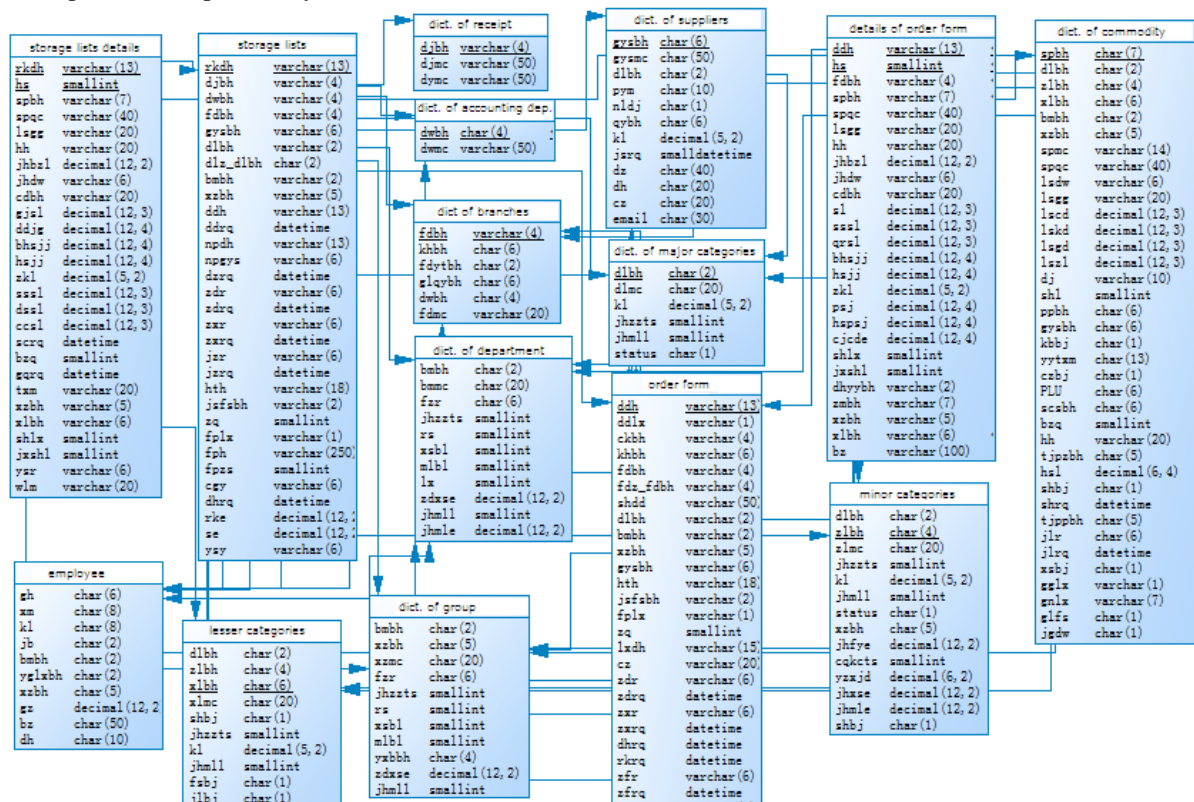 storage lists details
rkdh varchar(13)
hs smallint
spbh varchar(7)
spqc varchar(40)
lsgg varchar(20)
hh varchar(20)
jhbzl decimal(12,2)
jhdw varchar(6)
cdbh varchar(20)
gjsl decimal(12,3)
ddjg decimal(12,4)
bhsjj decimal(12,4)
hsjj decimal(12,4)
zkl decimal(5,2)
sssl decimal(12,3)
dssl decimal(12,3)
ccsl decimal(12,3)
scrq datetime
bzq smallint
gqrq datetime
txm varchar(20)
xzbh varchar(5)
xlbh varchar(6)
shlx smallint
jxshl smallint
ysr varchar(6)
wlm varchar(20)
storage lists
rkdh varchar(13)
djbh varchar(4)
dwbh varchar(4)
fdbh varchar(4)
gysbh varchar(6)
dlbh varchar(2)
dlz_dlbh char(2)
bmbh varchar(2)
xzbh varchar(5)
ddh varchar(13)
ddrq datetime
npdh varchar(13)
npgys varchar(6)
dzrq datetime
zdr varchar(6)
zdrq datetime
zxr varchar(6)
zxrq datetime
jzr varchar(6)
jzrq datetime
hth varchar(18)
jsfsbh varchar(2)
zq smallint
fplx varchar(1)
fph varchar(250)
fpzs smallint
cgy varchar(6)
dhrq datetime
rke decimal(12,
se decimal(12,
ysy varchar(6)
dict. of receipt
djbh varchar(4)
djmc varchar(50)
dymc varchar(50)
dict. of accounting dep.
dwbh char(4)
dwmc varchar(50)
dict of branches
fdbh varchar(4)
khbh char(6)
fdytbh char(2)
glqybh char(6)
dwbh char(4)
fdmc varchar(20)
dict. of department
bmbh char(2)
bmmc char(20)
fzr char(6)
jhzzts smallint
rs smallint
xsbl smallint
mlbl smallint
lx smallint
zdxse decimal(12,2)
jhmll smallint
jhmle decimal(12,2)
dict. of suppliers
gysbh char(6)
gysmc char(50)
dlbh char(2)
pym char(10)
nldj char(1)
qybh char(6)
kl decimal(5,2)
jsrq smalldatetime
dz char(40)
dh char(20)
cz char(20)
email char(30)
dict. of major categories
dlbh char(2)
dlmc char(20)
kl decimal(5,2)
jhzzts smallint
jhmll smallint
status char(1)
order form
ddh varchar(13)
ddlx varchar(1)
ckbh varchar(4)
khbh varchar(6)
fdbh varchar(4)
fdz_fdbh varchar(4)
shdd varchar(50)
dlbh varchar(2)
bmbh varchar(2)
xzbh varchar(5)
gysbh varchar(6)
hth varchar(18)
jsfsbh varchar(2)
fplx varchar(1)
zq smallint
lxdh varchar(15)
cz varchar(20)
zdr varchar(6)
zdrq datetime
zxr varchar(6)
zxrq datetime
dhrq datetime
rkrq datetime
zfr varchar(6)
zfrq datetime
details of order form
ddh varchar(13)
hs smallint
fdbh varchar(4)
spbh varchar(7)
spqc varchar(40)
lsgg varchar(20)
hh varchar(20)
jhbzl decimal(12,2)
jhdw varchar(6)
cdbh varchar(20)
sl decimal(12,3)
sssl decimal(12,3)
qrsl decimal(12,3)
bhsjj decimal(12,4)
hsjj decimal(12,4)
zkl decimal(5,2)
psj decimal(12,4)
hspsj decimal(12,4)
cjcde decimal(12,4)
shlx smallint
jxshl smallint
dhyybh varchar(2)
zmbh varchar(7)
xzbh varchar(5)
xlbh varchar(6)
bz varchar(100)
dict. of commodity
spbh char(7)
dlbh char(2)
zlbh char(4)
xlbh char(6)
bmbh char(2)
xzbh char(5)
spmc varchar(14)
spqc varchar(40)
lsdw varchar(6)
lsgg varchar(20)
lscd decimal(12,3)
lskd decimal(12,3)
lsgd decimal(12,3)
lszl decimal(12,3)
dj varchar(10)
shl smallint
ppbh char(6)
gysbh char(6)
kbbj char(1)
yytxm char(13)
czbj char(1)
PLU char(6)
scsbh char(6)
bzq smallint
hh varchar(20)
tjpzbh char(5)
hsl decimal(6,4)
shbj char(1)
shrq datetime
tjppbh char(5)
jlr char(6)
jlrq datetime
xsbj char(1)
gglx varchar(1)
gnlx varchar(7)
glfs char(1)
jgdw char(1)
minor categories
dlbh char(2)
zlbh char(4)
zlmc char(20)
jhzzts smallint
kl decimal(5,2)
jhmll smallint
status char(1)
xzbh char(5)
jhfye decimal(12,2)
cqkcts smallint
yzxjd decimal(6,2)
jhxse decimal(12,2)
jhmle decimal(12,2)
shbj char(1)
employee
gh char(6)
xm char(8)
kl char(8)
jb char(2)
bmbh char(2)
yglxbh char(2)
xzbh char(5)
gz decimal(12,2
bz char(50)
dh char(10)
lesser categories
dlbh char(2)
zlbh char(4)
xlbh char(6)
xlmc char(20)
shbj char(1)
jhzzts smallint
kl decimal(5,2)
jhmll smallint
fsbj char(1)
jlbj char(1)
dict. of group
bmbh char(2)
xzbh char(5)
xzmc char(20)
fzr char(6)
jhzzts smallint
rs smallint
xsbl smallint
mlbl smallint
yxbbh char(4)
zdxse decimal(12,2)
jhmll smallint